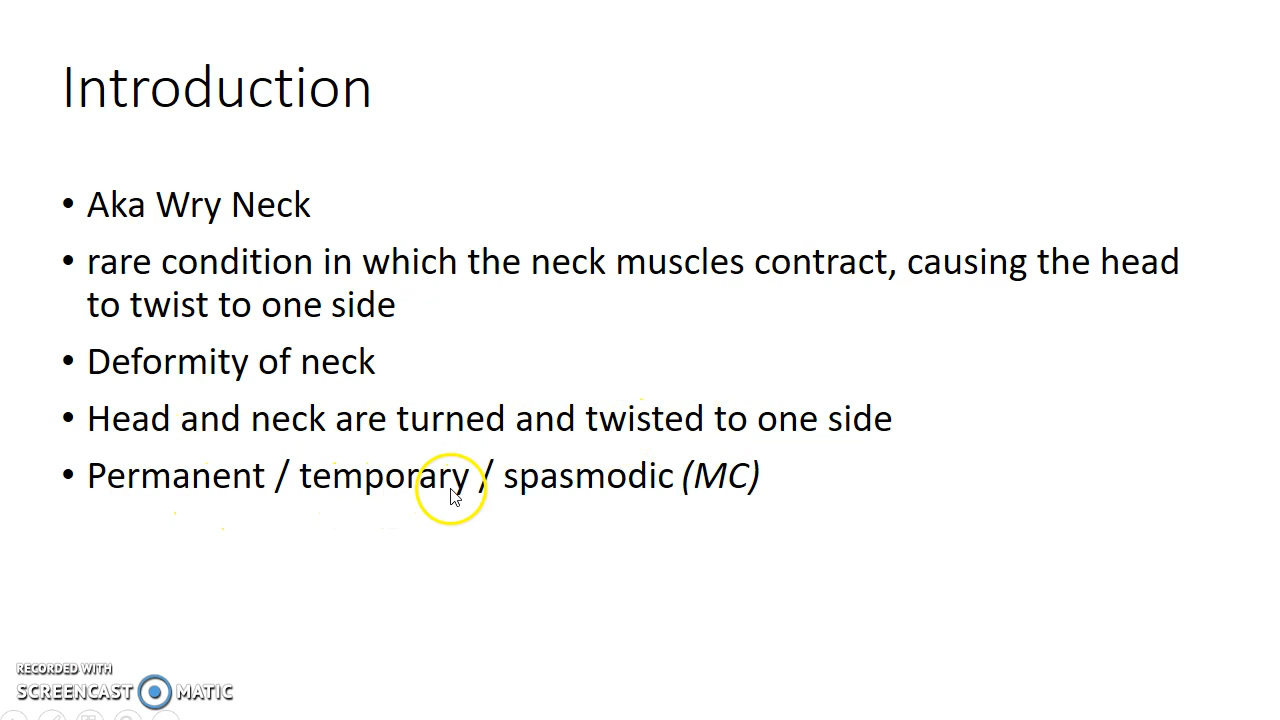 Introduction
• Aka Wry Neck
• rare condition in which the neck muscles contract, causing the head
to twist to one side
• Deformity of neck
• Head and neck are turned and twisted to one side
• Permanent / temporary / spasmodic (MC)
RECORDED WITH
SCREENCAST MATIC